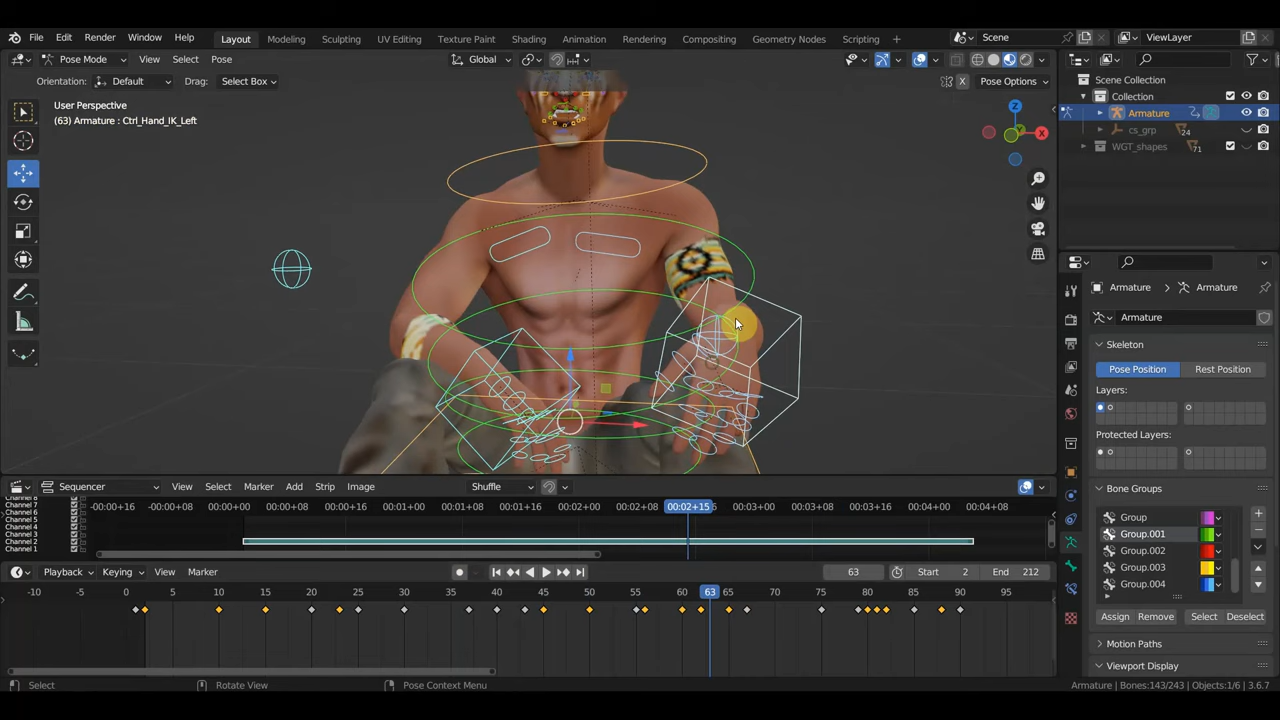 File Edit Render Window Help Layout Modeling Sculpting UV Editing Texture Paint Shading Animation Rendering Compositing Geometry Nodes Scripting + Scene ViewLayer
Pose Mode View Select Pose Global
Orientation: Default Drag: Select Box X Pose Options
User Perspective
(63) Armature : Ctrl_Hand_IK_Left
Z
X
Scene Collection
Collection
Armature
cs_grp 24
WGT_shapes 71
Armature Armature
Armature
Skeleton
Pose Position Rest Position
Layers:
Protected Layers:
Bone Groups
Group
Group.001
Group.002
Group.003
Group.004
Assign Remove Select Deselect
Motion Paths
Viewport Display
Sequencer View Select Marker Add Strip Image Shuffle
Channel 7
Channel 6
Channel 5
Channel 4
Channel 3
Channel 2
Channel 1
-00:00+16 -00:00+08 00:00+00 00:00+08 00:00+16 00:01+00 00:01+08 00:01+16 00:02+00 00:02+08 00:02+15 00:03+00 00:03+08 00:03+16 00:04+00 00:04+08
Playback Keying View Marker 63 Start 2 End 212
-10 -5 0 5 10 15 20 25 30 35 40 45 50 55 60 63 65 70 75 80 85 90 95
Select Rotate View Pose Context Menu Armature | Bones:143/243 | Objects:1/6 | 3.6.7